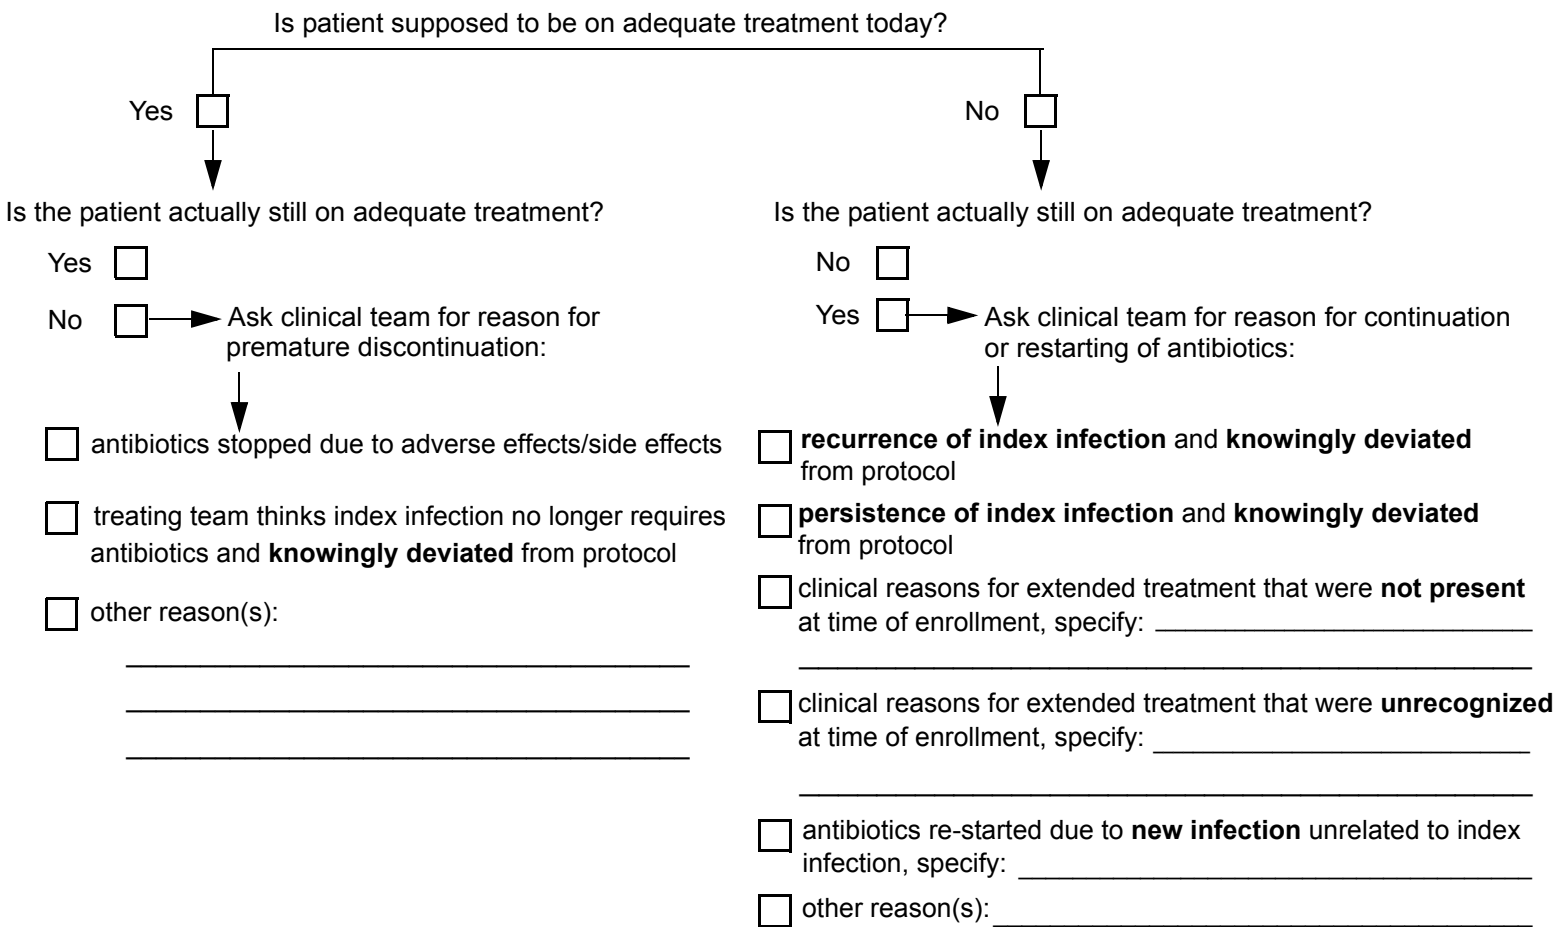 Is patient supposed to be on adequate treatment today?
Yes
No
Is the patient actually still on adequate treatment?
Yes
No
Ask clinical team for reason for
premature discontinuation:
antibiotics stopped due to adverse effects/side effects
treating team thinks index infection no longer requires
antibiotics and knowingly deviated from protocol
other reason(s):
Is the patient actually still on adequate treatment?
No
Yes
Ask clinical team for reason for continuation
or restarting of antibiotics:
recurrence of index infection and knowingly deviated
from protocol
persistence of index infection and knowingly deviated
from protocol
clinical reasons for extended treatment that were not present
at time of enrollment, specify:
clinical reasons for extended treatment that were unrecognized
at time of enrollment, specify:
antibiotics re-started due to new infection unrelated to index
infection, specify:
other reason(s):